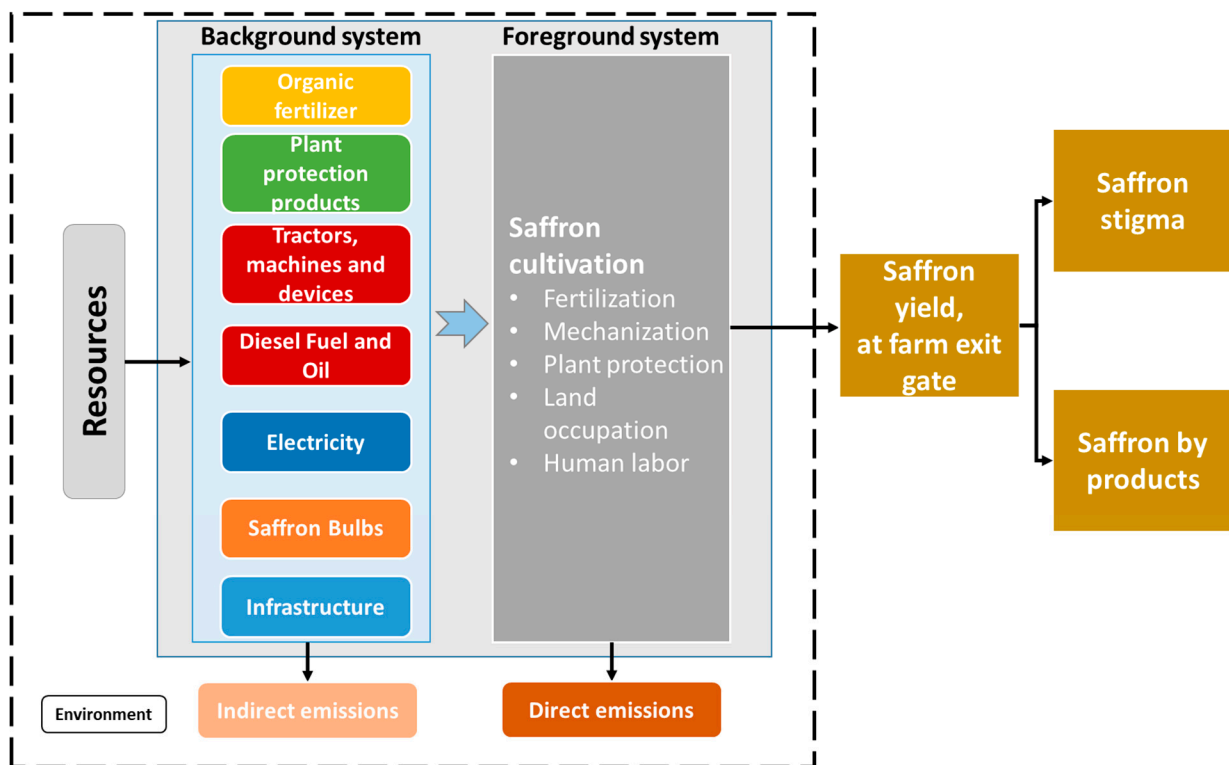 Background system
Foreground system
Organic
fertilizer
Plant
protection
products
Tractors,
machines and
devices
Diesel Fuel and
Oil
Electricity
Saffron Bulbs
Infrastructure
Resources
Saffron
cultivation
• Fertilization
• Mechanization
• Plant protection
• Land
occupation
• Human labor
Saffron
yield,
at farm exit
gate
Saffron
stigma
Saffron by
products
Environment
Indirect emissions
Direct emissions